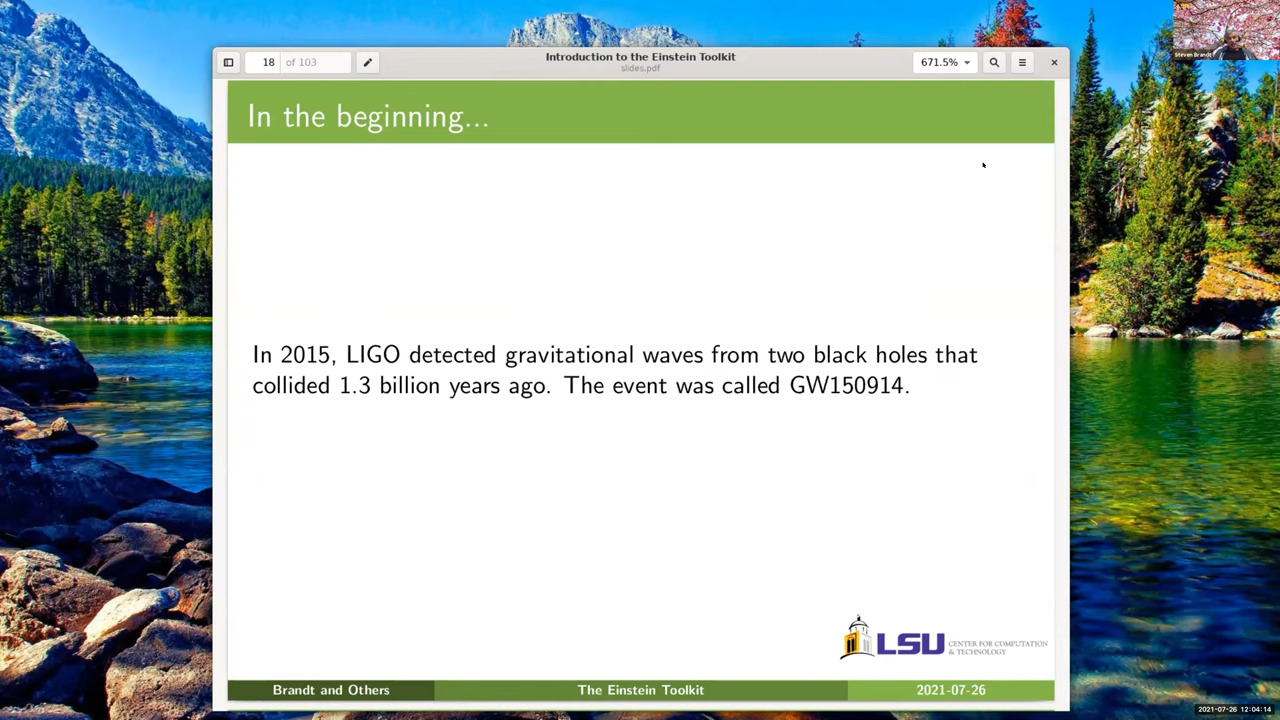 Steven Brandt
18 of 103
Introduction to the Einstein Toolkit
slides.pdf
671.5%
In the beginning...
In 2015, LIGO detected gravitational waves from two black holes that
collided 1.3 billion years ago. The event was called GW150914.
LSU CENTER FOR COMPUTATION
& TECHNOLOGY
Brandt and Others The Einstein Toolkit 2021-07-26
2021-07-26 12:04:14